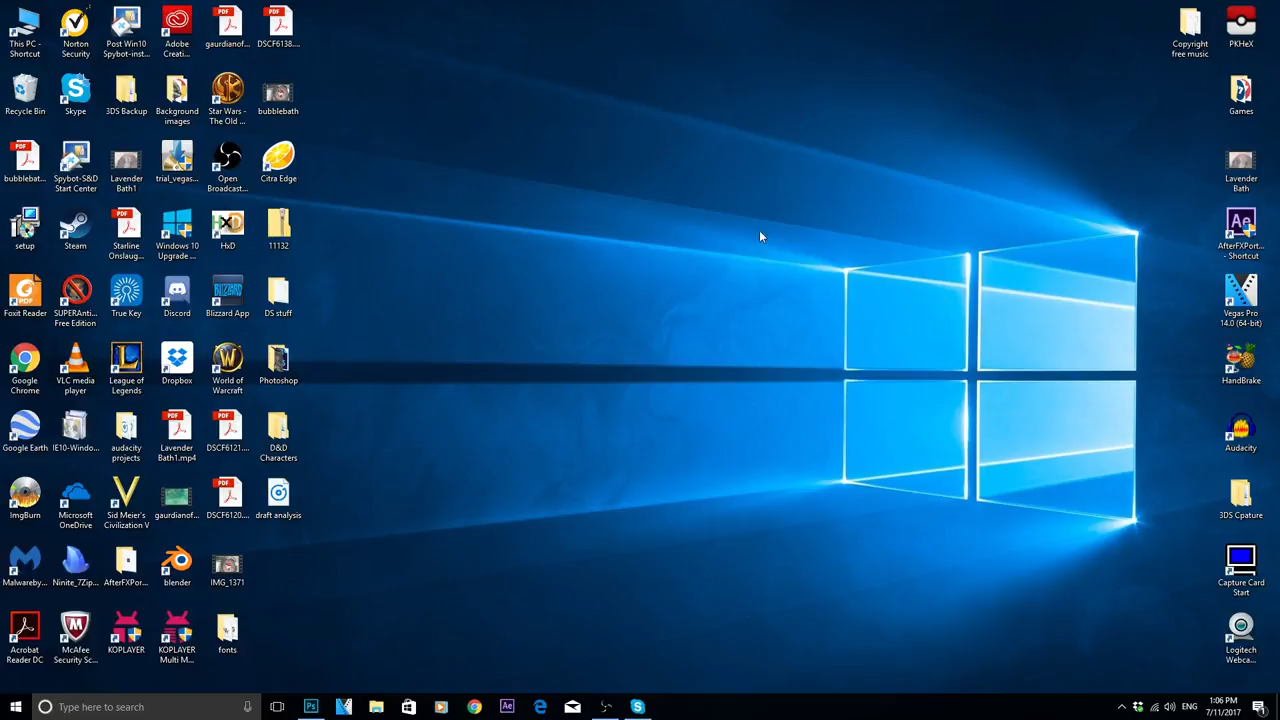 This PC - Shortcut
Norton Security
Post Win10 Spybot-inst...
Adobe Creati...
gaurdianof...
DSCF6138....
Copyright free music
PKHeX
Recycle Bin
Skype
3DS Backup
Background images
Star Wars - The Old ...
bubblebath
Games
bubblebat...
Spybot-S&D Start Center
Lavender Bath1
trial_vegas...
Open Broadcast...
Citra Edge
Lavender Bath
setup
Steam
Starline Onslaug...
Windows 10 Upgrade ...
HxD
11132
AfterFXPort... - Shortcut
Foxit Reader
SUPERAnti... Free Edition
True Key
Discord
Blizzard App
DS stuff
Vegas Pro 14.0 (64-bit)
Google Chrome
VLC media player
League of Legends
Dropbox
World of Warcraft
Photoshop
HandBrake
Google Earth
IE10-Windo...
audacity projects
Lavender Bath1.mp4
DSCF6121....
D&D Characters
Audacity
ImgBurn
Microsoft OneDrive
Sid Meier's Civilization V
gaurdianof...
DSCF6120....
draft analysis
3DS Cpature
Malwareby...
Ninite_7Zip...
AfterFXPor...
blender
IMG_1371
Capture Card Start
Acrobat Reader DC
McAfee Security Sc...
KOPLAYER
KOPLAYER Multi M...
fonts
Logitech Webca...
Type here to search
ENG
1:06 PM
7/11/2017